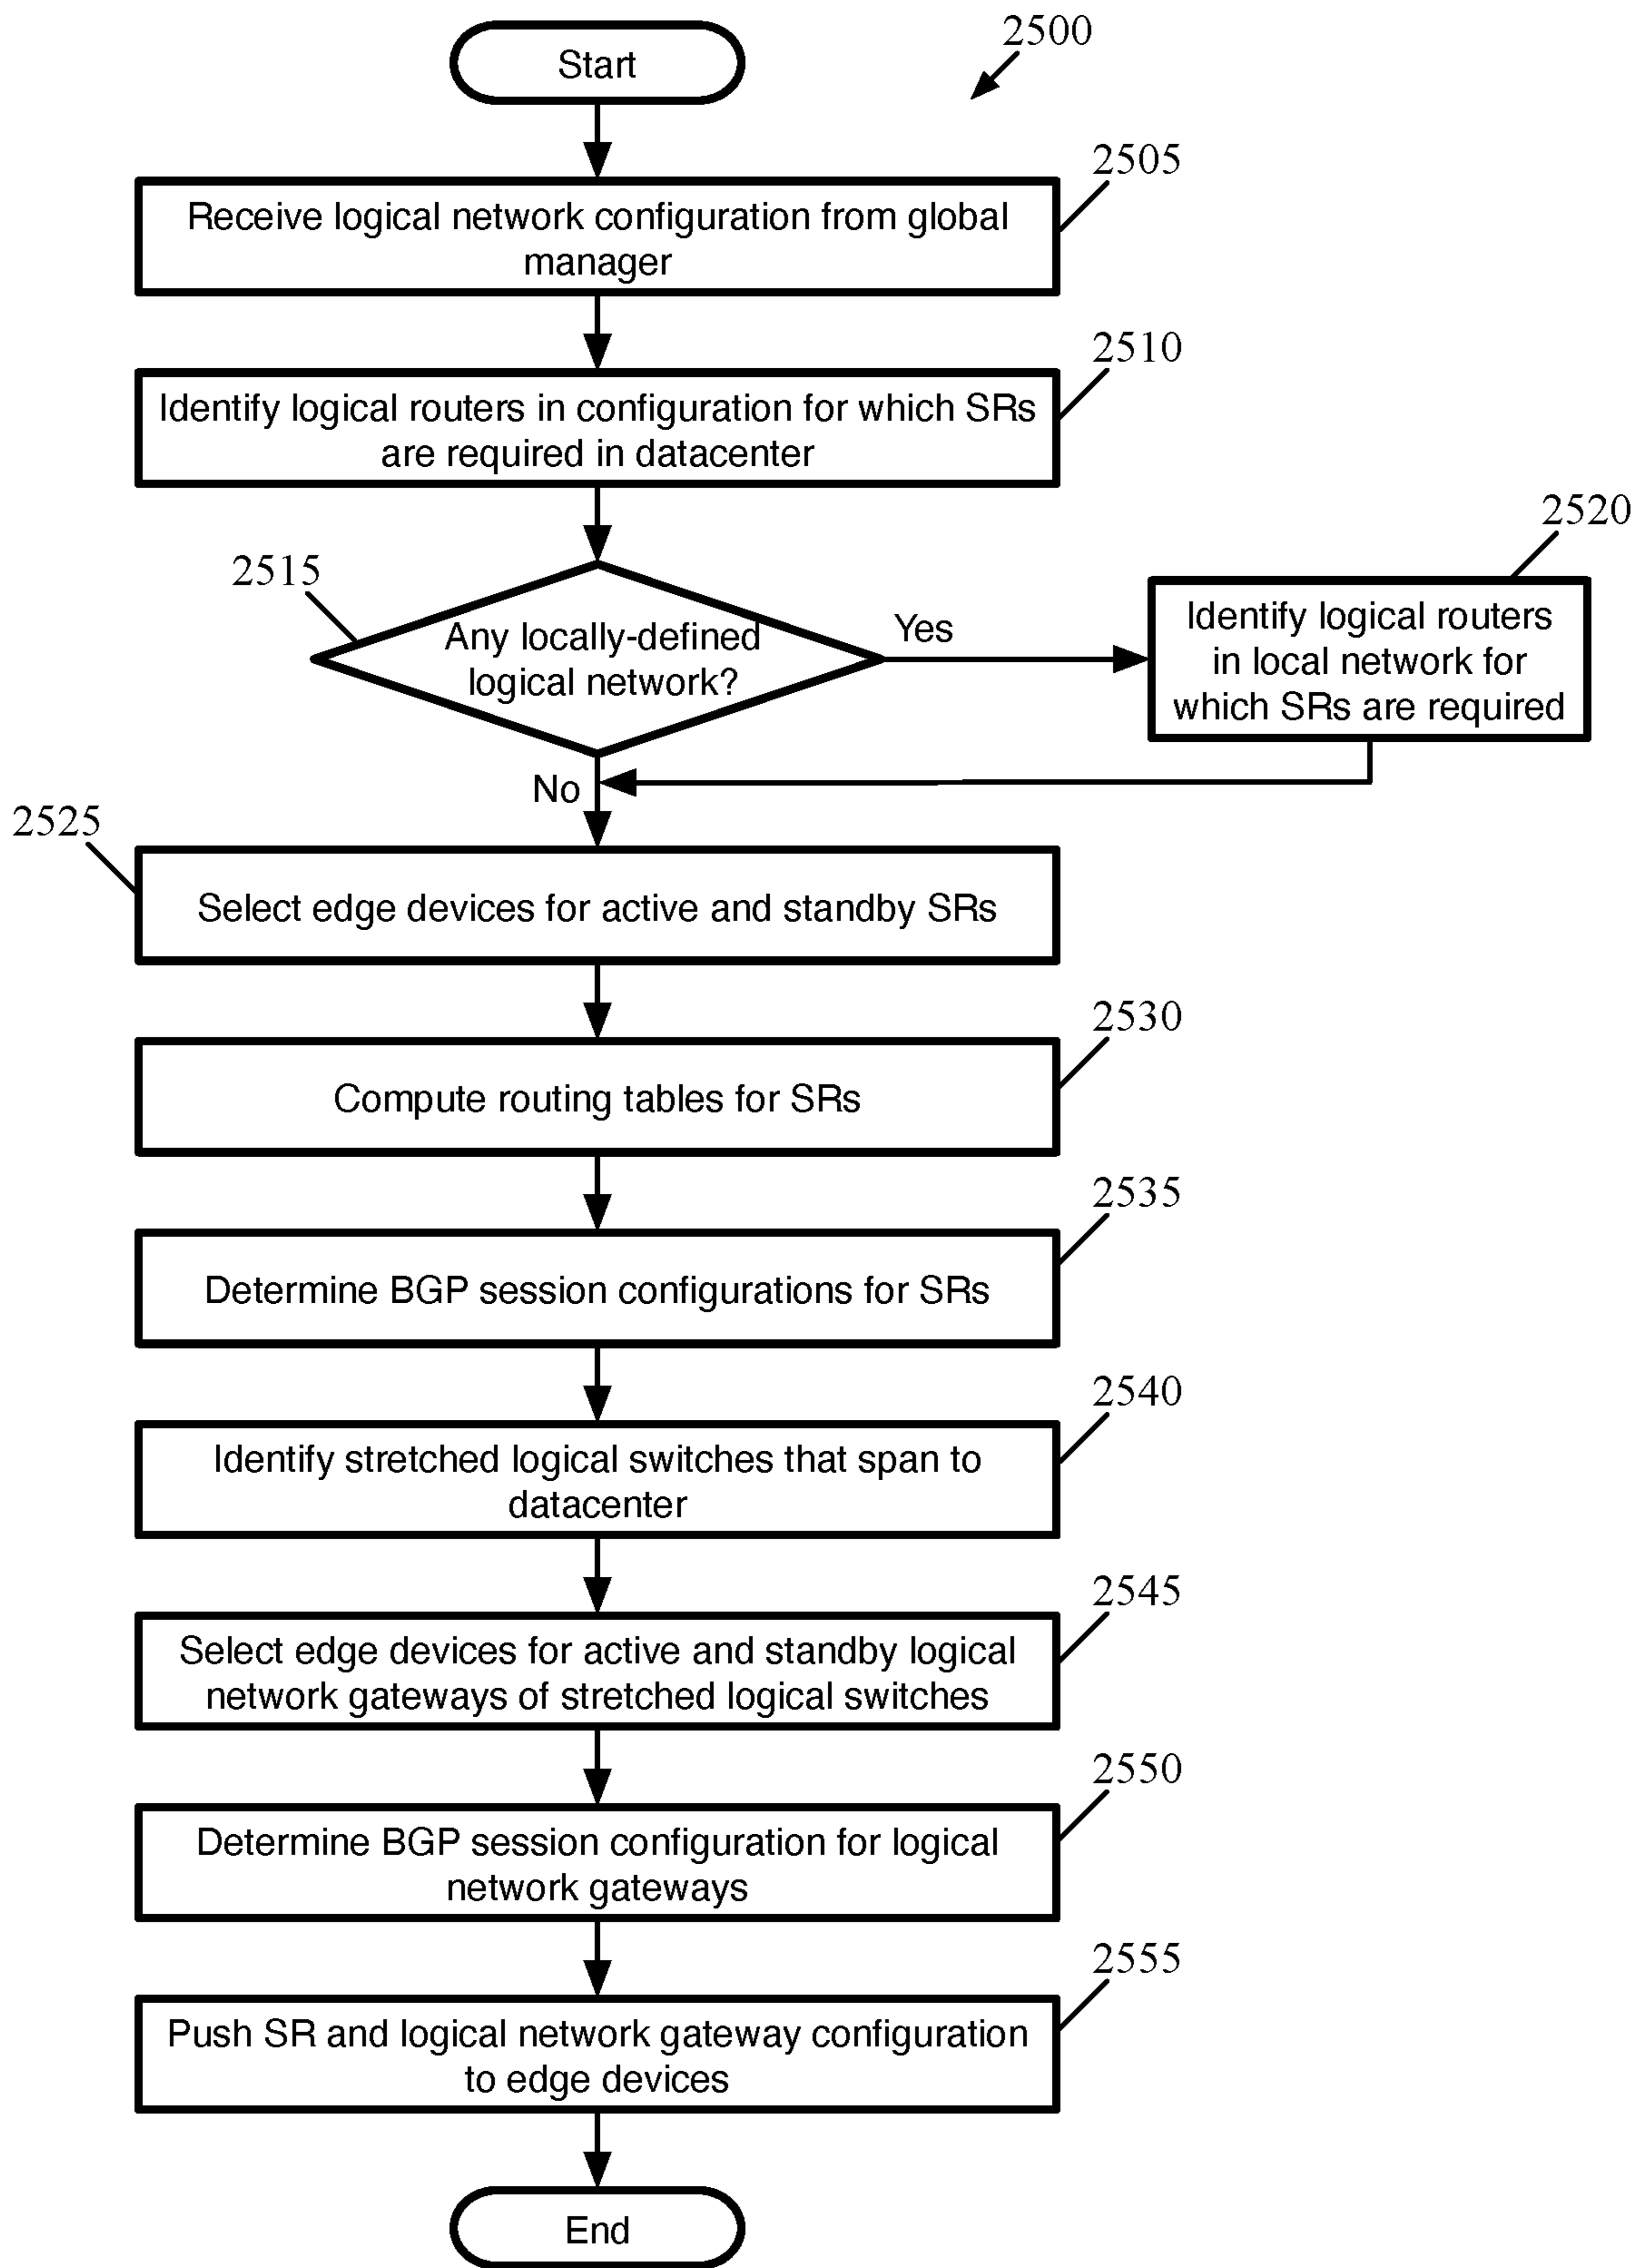 Start
2500
2505
Receive logical network configuration from global
manager
2510
Identify logical routers in configuration for which SRs
are required in datacenter
2515
Any locally-defined
logical network?
Yes
2520
Identify logical routers
in local network for
which SRs are required
No
2525
Select edge devices for active and standby SRs
2530
Compute routing tables for SRs
2535
Determine BGP session configurations for SRs
2540
Identify stretched logical switches that span to
datacenter
2545
Select edge devices for active and standby logical
network gateways of stretched logical switches
2550
Determine BGP session configuration for logical
network gateways
2555
Push SR and logical network gateway configuration
to edge devices
End